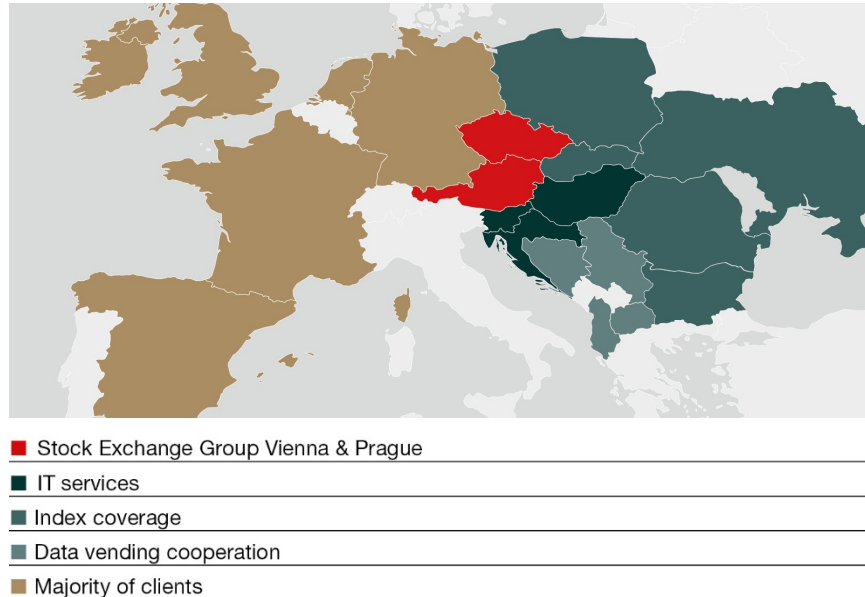 Stock Exchange Group Vienna & Prague
IT services
Index coverage
Data vending cooperation
Majority of clients